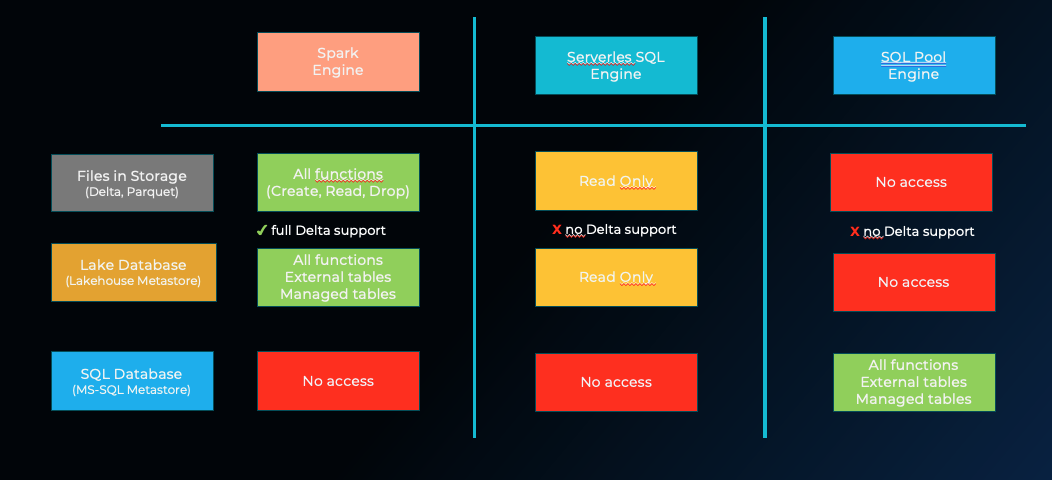 Spark
Engine
Serverles SQL
Engine
SQL Pool
Engine
Files in Storage
(Delta, Parquet)
All functions
(Create, Read, Drop)
Read Only
No access
✓ full Delta support
X no Delta support
X no Delta support
Lake Database
(Lakehouse Metastore)
All functions
External tables
Managed tables
Read Only
No access
SQL Database
(MS-SQL Metastore)
No access
No access
All functions
External tables
Managed tables